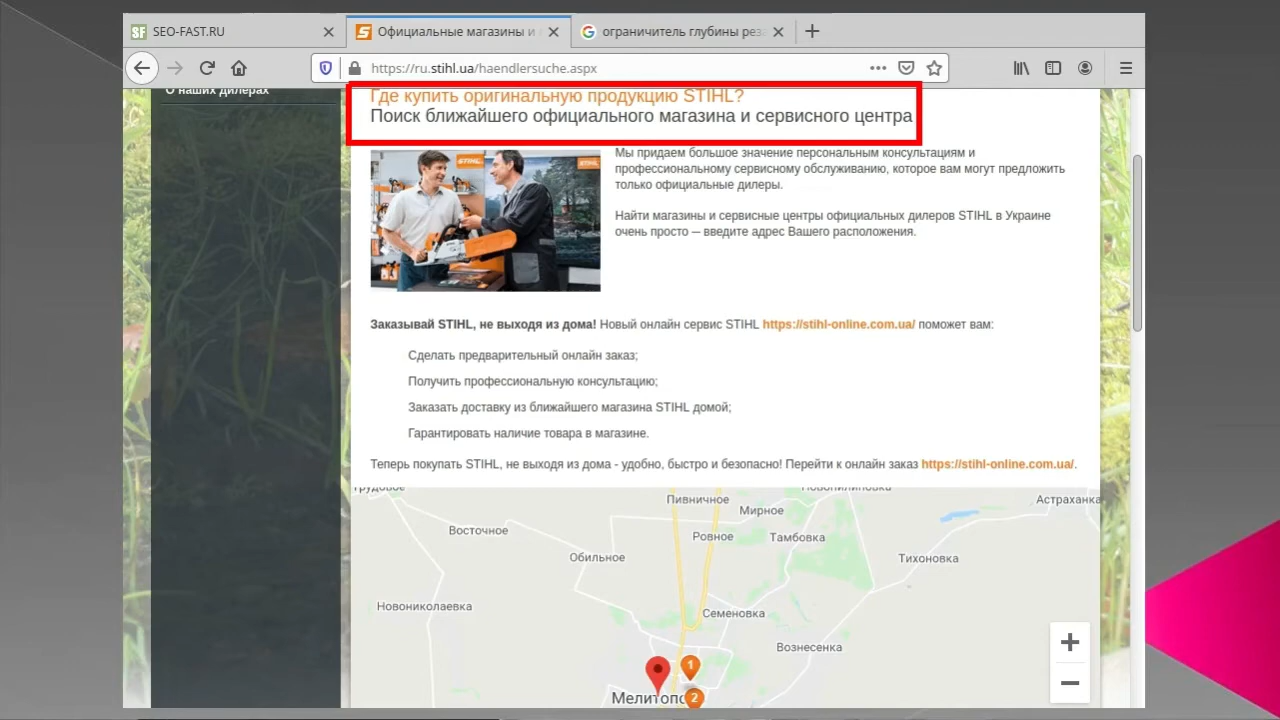 SEO-FAST.RU
Официальные магазины и
ограничитель глубины рез
https://ru.stihl.ua/haendlersuche.aspx
О наших дилерах
Где купить оригинальную продукцию STIHL?
Поиск ближайшего официального магазина и сервисного центра
STIHL
STIHL
Мы придаем большое значение персональным консультациям и
профессиональному сервисному обслуживанию, которое вам могут предложить
только официальные дилеры.
Найти магазины и сервисные центры официальных дилеров STIHL в Украине
очень просто — введите адрес Вашего расположения.
Заказывай STIHL, не выходя из дома! Новый онлайн сервис STIHL https://stihl-online.com.ua/ поможет вам:
Сделать предварительный онлайн заказ;
Получить профессиональную консультацию;
Заказать доставку из ближайшего магазина STIHL домой;
Гарантировать наличие товара в магазине.
Теперь покупать STIHL, не выходя из дома - удобно, быстро и безопасно! Перейти к онлайн заказ https://stihl-online.com.ua/.
Трудовое
Новопилиповка
Пивничное
Астраханка
Мирное
Восточное
Ровное
Тамбовка
Обильное
Тихоновка
Новониколаевка
Семеновка
Вознесенка
1
Мелитопо
2